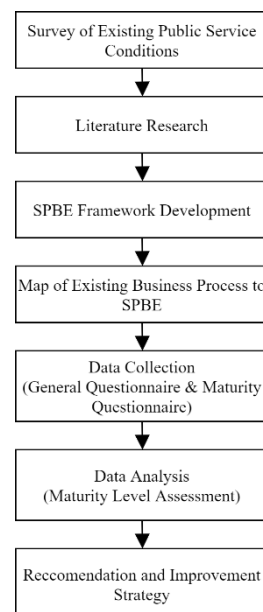 Survey of Existing Public Service
Conditions
Literature Research
SPBE Framework Development
Map of Existing Business Process to
SPBE
Data Collection
(General Questionnaire & Maturity
Questionnaire)
Data Analysis
(Maturity Level Assessment)
Reccomendation and Improvement
Strategy